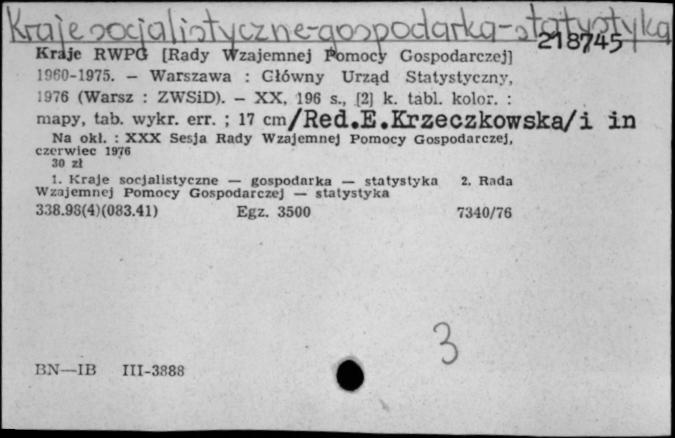 Kraje socjalistyczne-gospodarka-statystyka
218745
Kraje RWPG [Rady Wzajemnej Pomocy Gospodarczej]
1960-1975. — Warszawa : Główny Urząd Statystyczny,
1976 (Warsz : ZWSiD). — XX, 196 s., [2] k. tabl. kolor. :
mapy, tab. wykr. err. ; 17 cm/Red.E.Krzeczkowska/i in
Na okł. : XXX Sesja Rady Wzajemnej Pomocy Gospodarczej,
czerwiec 1976
30 zł
1. Kraje socjalistyczne — gospodarka — statystyka 2. Rada
Wzajemnej Pomocy Gospodarczej — statystyka
338.98(4)(083.41) Egz. 3500 7340/76
3
BN—IB III-3888